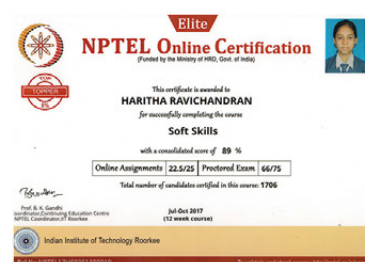 Elite
NPTEL Online Certification
(Funded by the Ministry of HRD, Govt. of India)
TOP
TOPPER
This certificate is awarded to
HARITHA RAVICHANDRAN
for successfully completing the course
Soft Skills
with a consolidated score of 89 %
Online Assignments 22.5/25 Proctored Exam 66/75
Total number of candidates certified in this course: 1706
Prof. B. K. Gandhi
Coordinator,Continuing Education Centre
NPTEL Coordinator,IIT Roorkee
Jul-Oct 2017
(12 week course)
Indian Institute of Technology Roorkee